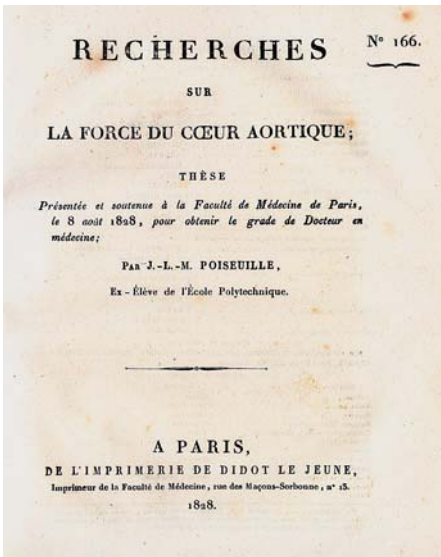 RECHERCHES
N° 166.
SUR
LA FORCE DU CŒUR AORTIQUE;
THÈSE
Présentée et soutenue à la Faculté de Médecine de Paris,
le 8 août 1828, pour obtenir le grade de Docteur en
médecine;
PAR J.-L.-M. POISEUILLE,
Ex-Élève de l'École Polytechnique.
A PARIS,
DE L'IMPRIMERIE DE DIDOT LE JEUNE,
Imprimeur de la Faculté de Médecine, rue des Maçons-Sorbonne, n° 13.
1828.